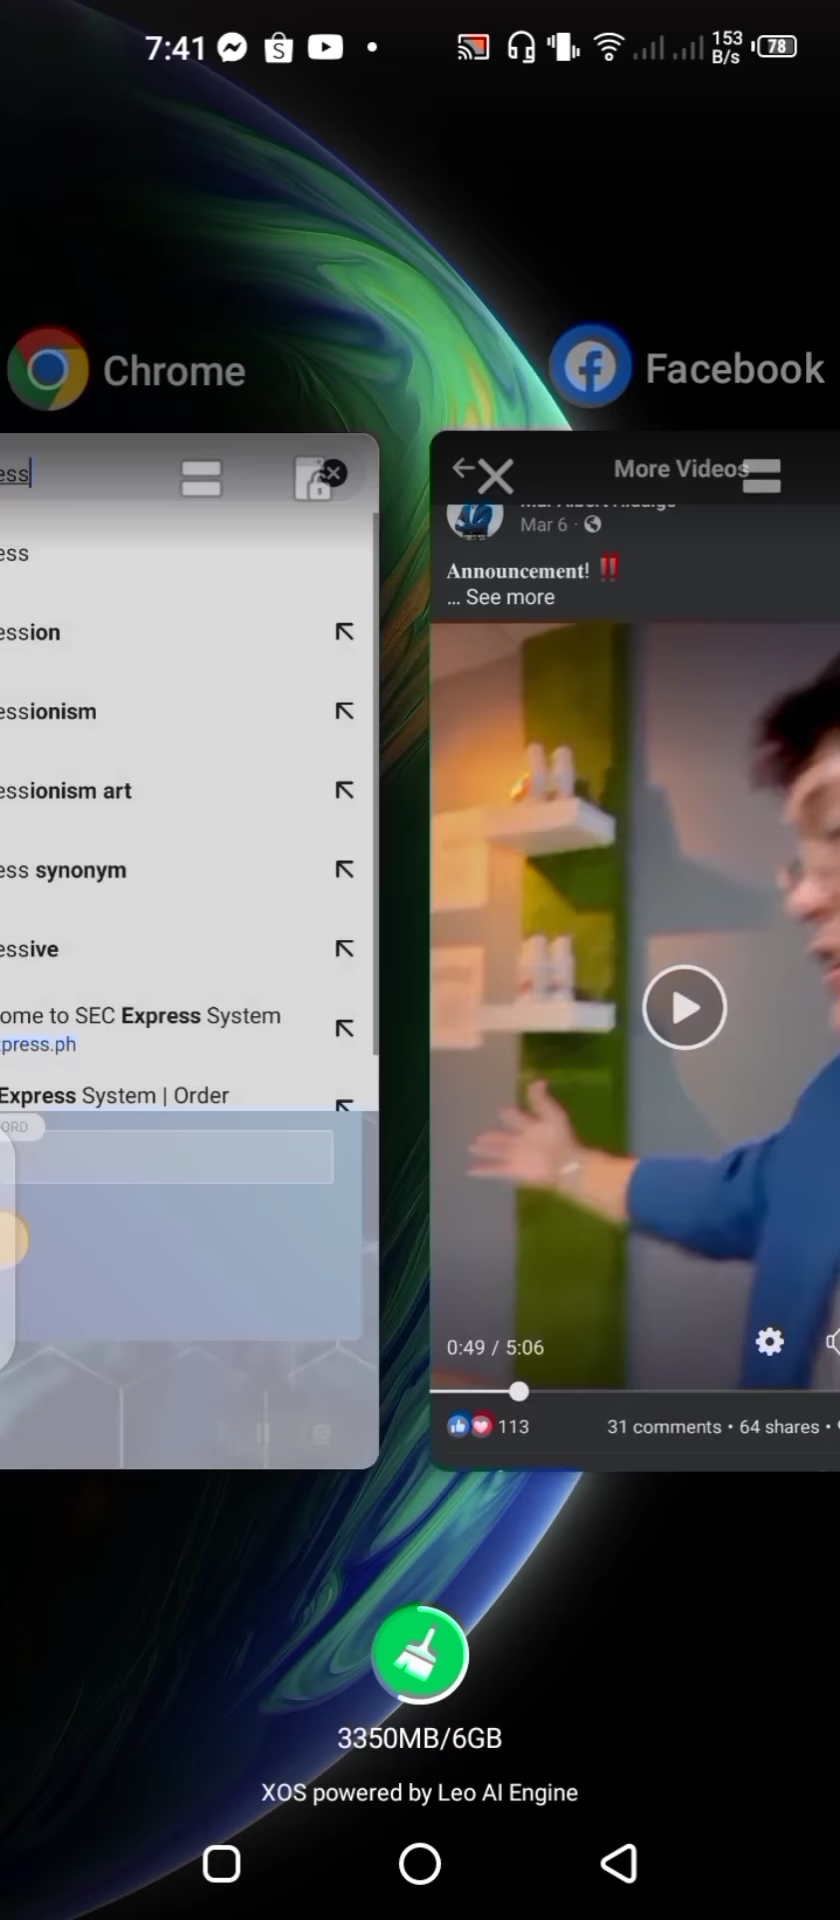 7:41
153
B/s
78
Chrome
Facebook
ess
More Videos
Mar 6
ess
Announcement! ‼
... See more
ession
essionism
essionism art
ess synonym
essive
ome to SEC Express System
xpress.ph
Express System | Order
ORD
0:49 / 5:06
113
31 comments • 64 shares •
3350MB/6GB
XOS powered by Leo AI Engine